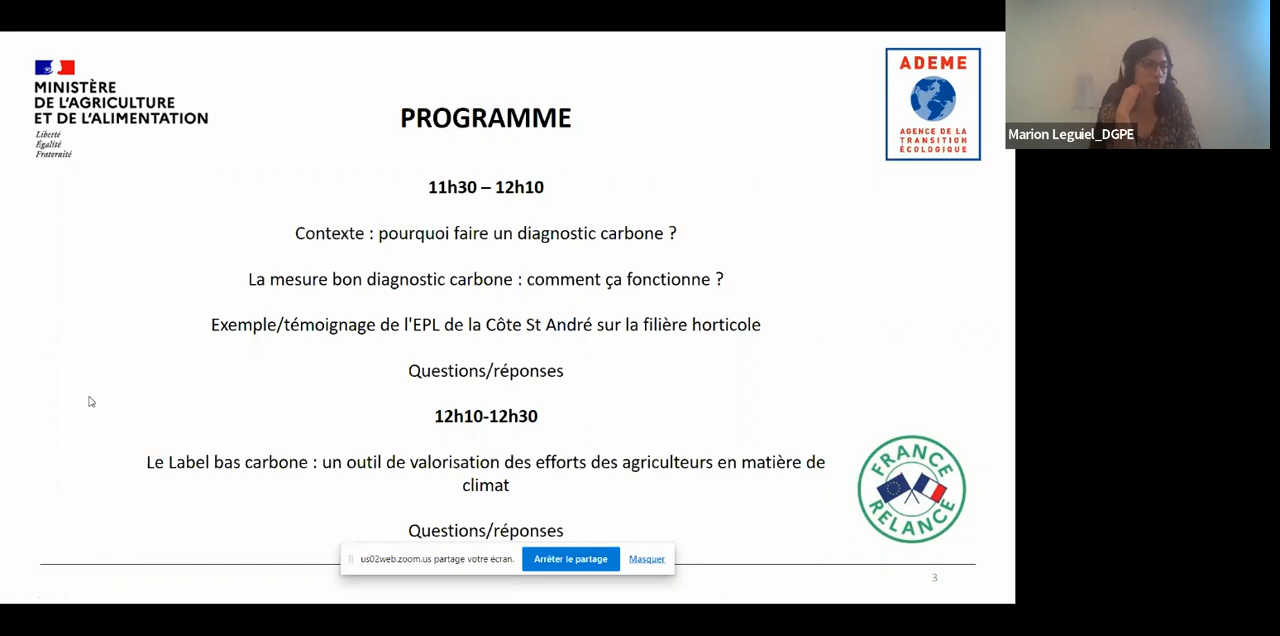 MINISTÈRE
DE L'AGRICULTURE
ET DE L'ALIMENTATION
Liberté
Égalité
Fraternité
PROGRAMME
ADEME
AGENCE DE LA
TRANSITION
ÉCOLOGIQUE
Marion Leguiel_DGPE
11h30 – 12h10
Contexte : pourquoi faire un diagnostic carbone ?
La mesure bon diagnostic carbone : comment ça fonctionne ?
Exemple/témoignage de l'EPL de la Côte St André sur la filière horticole
Questions/réponses
12h10-12h30
Le Label bas carbone : un outil de valorisation des efforts des agriculteurs en matière de
climat
Questions/réponses
FRANCE
RELANCE
us02web.zoom.us partage votre écran.
Arrêter le partage
Masquer
3